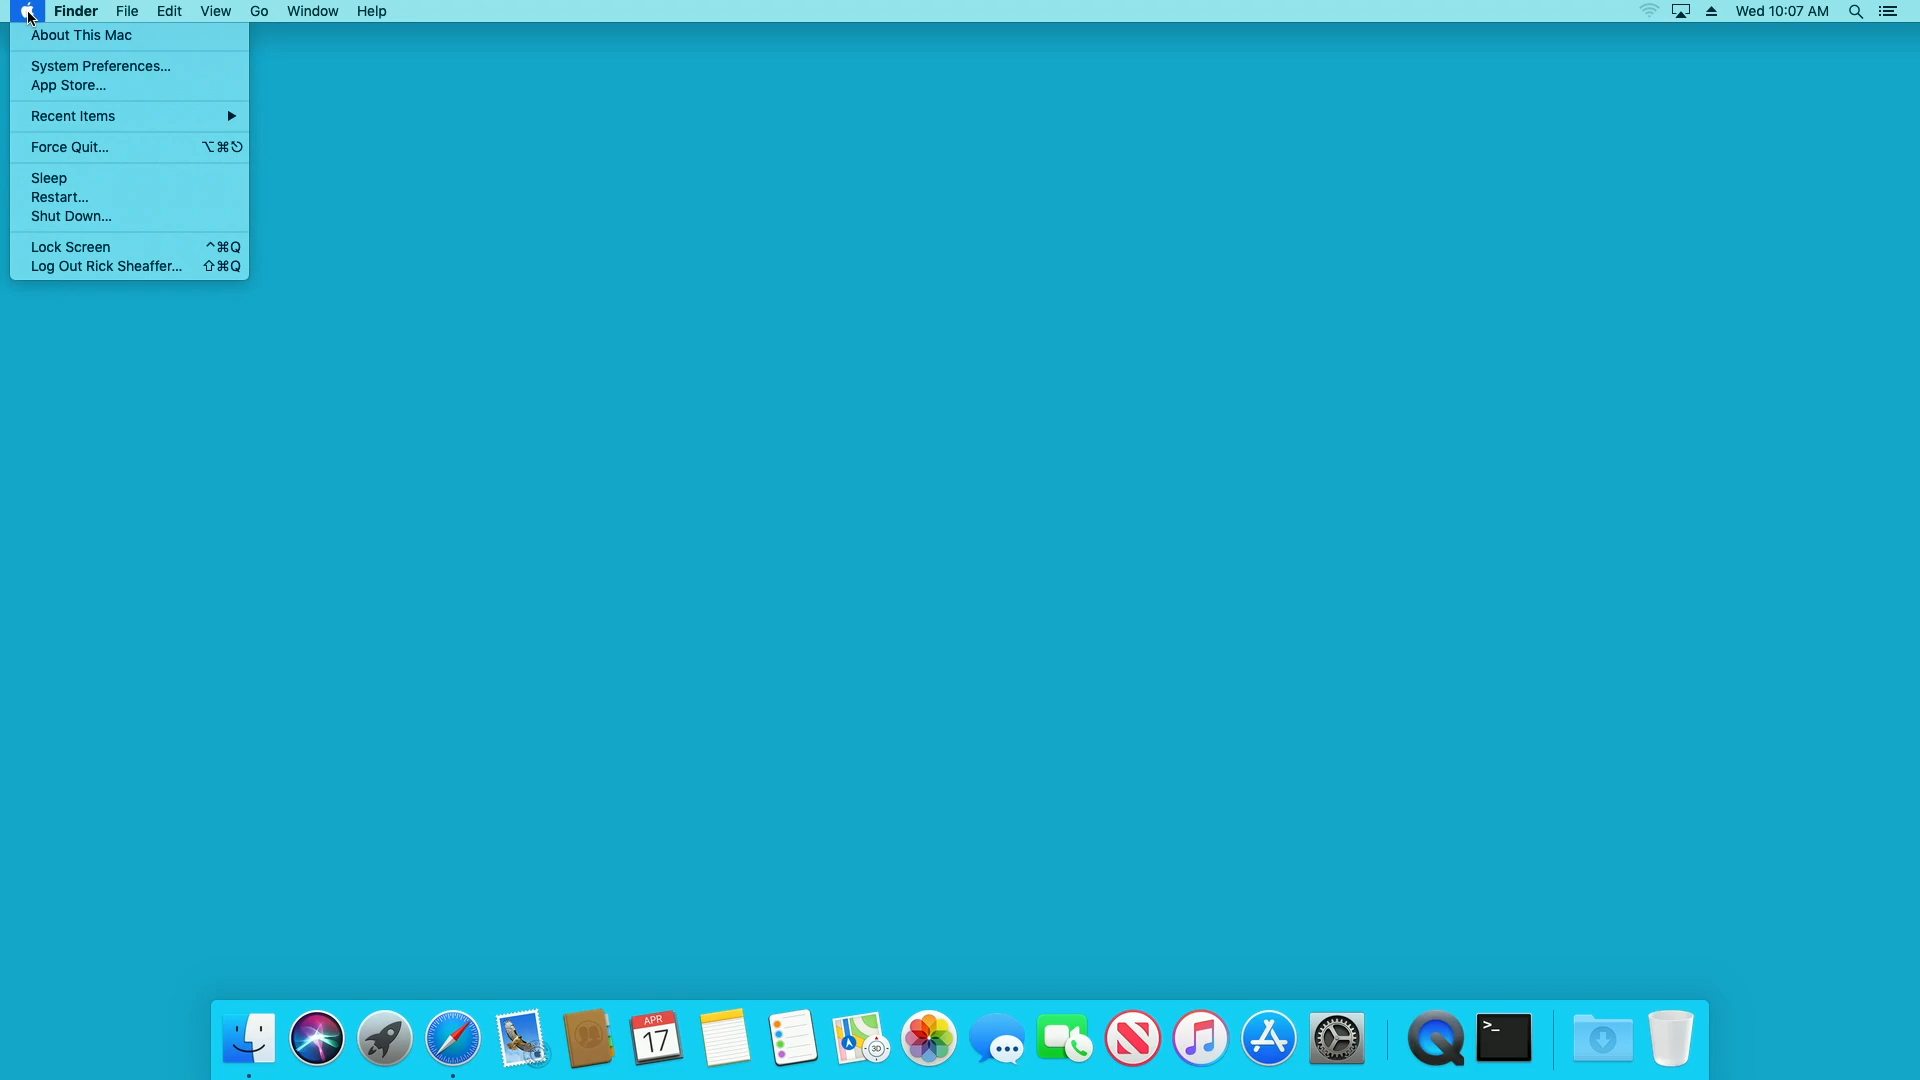 Finder File Edit View Go Window Help Wed 10:07 AM
About This Mac
System Preferences...
App Store...
Recent Items ▶
Force Quit... ⌥⌘⎋
Sleep
Restart...
Shut Down...
Lock Screen ^⌘Q
Log Out Rick Sheaffer... ⇧⌘Q
APR
17
3D
>_